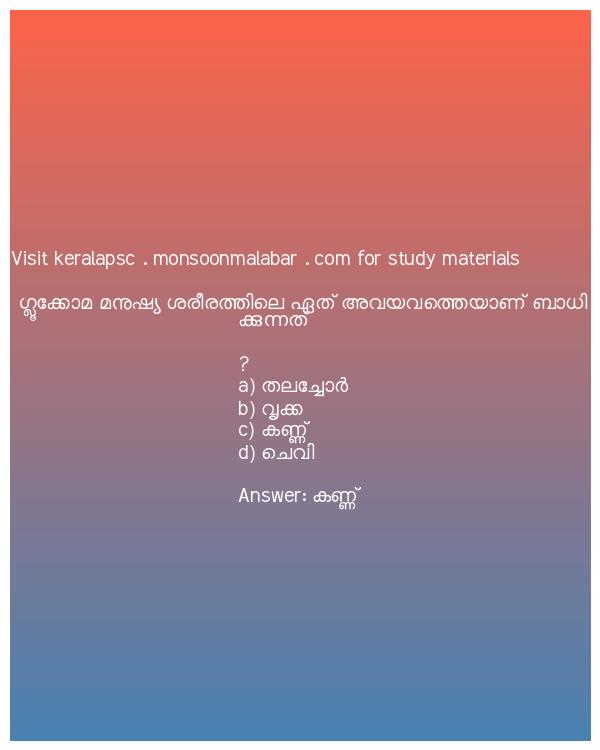 Visit keralapsc . monsoonmalabar . com for study materials
ഗ്ലൂക്കോമ മനുഷ്യ ശരീരത്തിലെ ഏത് അവയവത്തെയാണ് ബാധി
ക്കുന്നത്
?
a) തലച്ചോർ
b) വൃക്ക
c) കണ്ണ്
d) ചെവി
Answer: കണ്ണ്